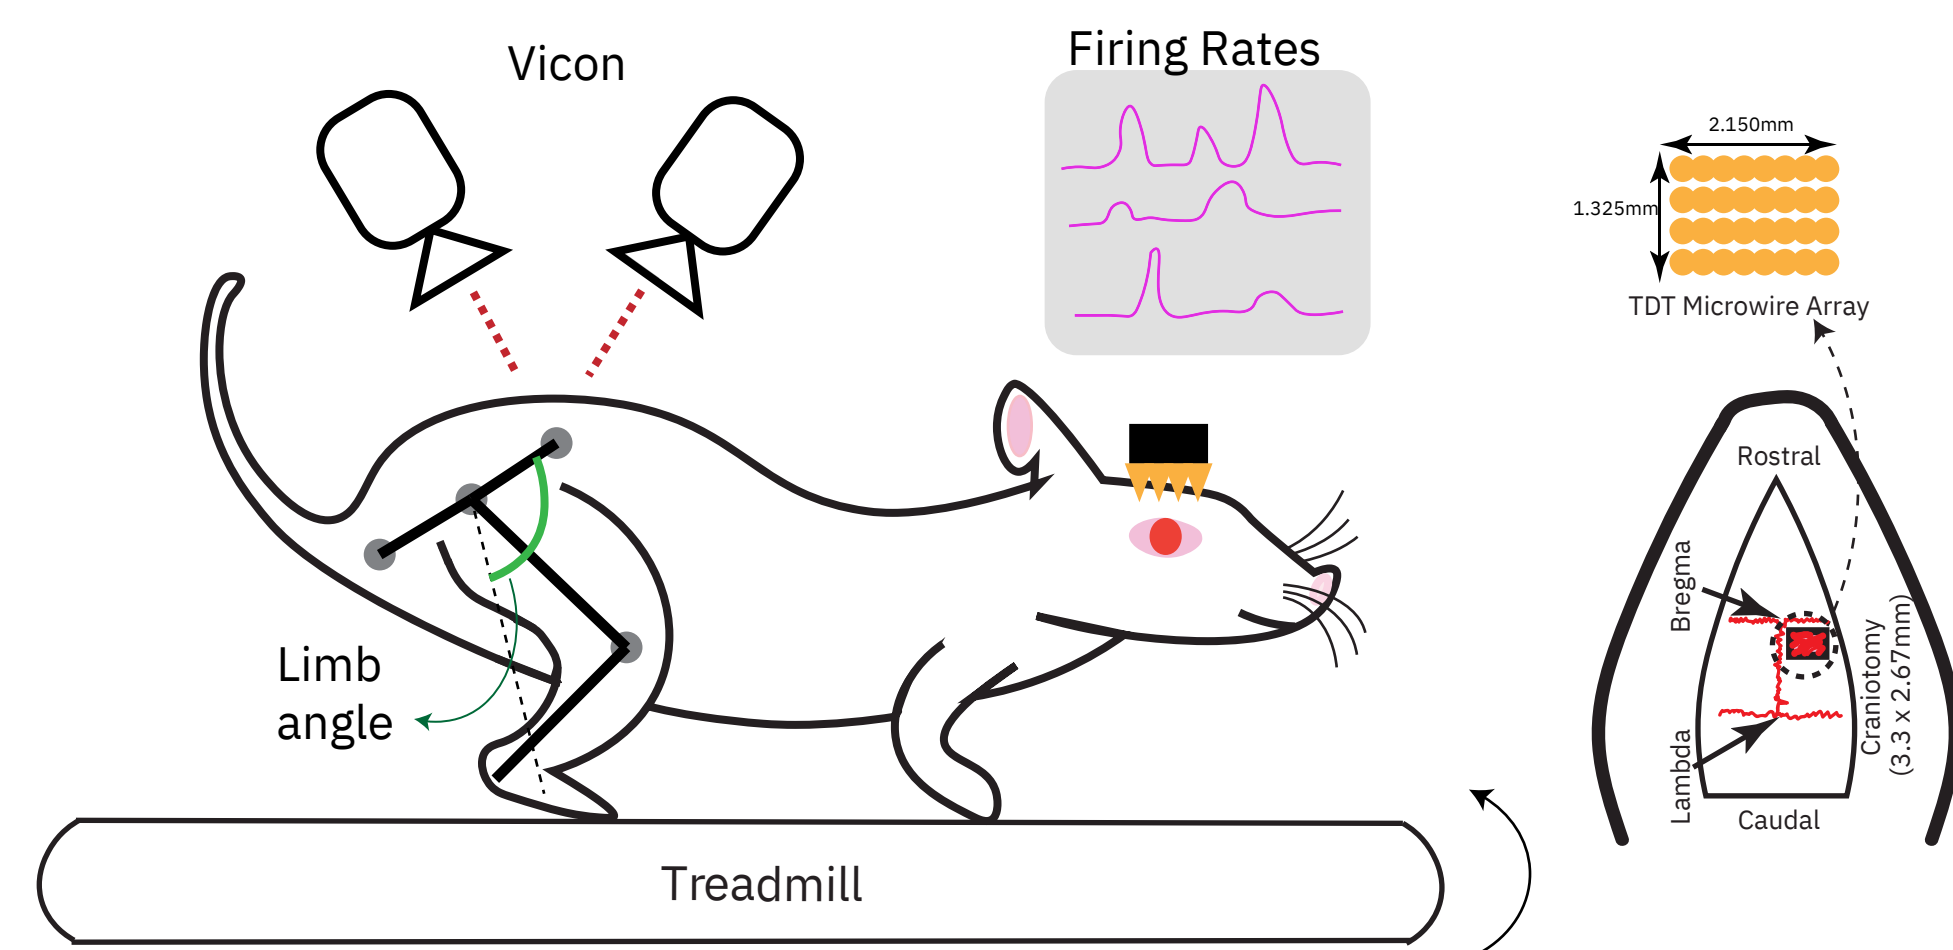 Vicon
Firing Rates
2.150mm
1.325mm
TDT Microwire Array
Rostral
Bregma
Limb
angle
Craniotomy
(3.3 x 2.67mm)
Lambda
Caudal
Treadmill